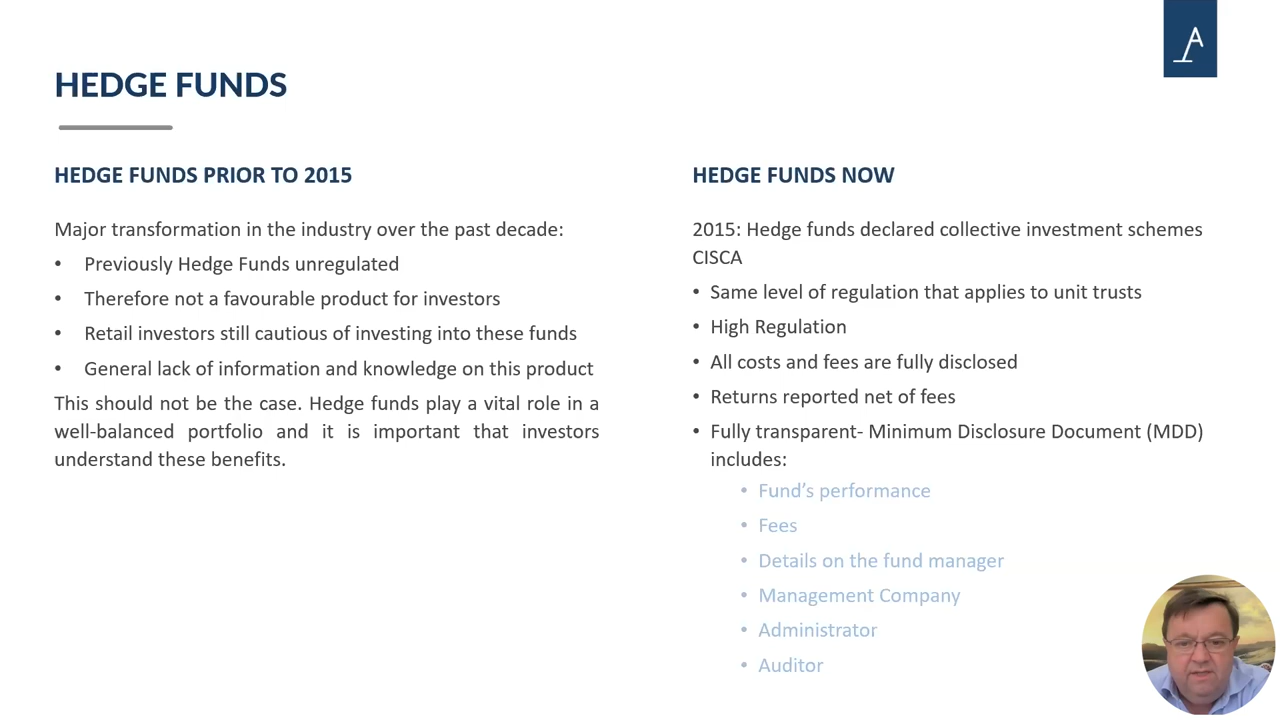 A
HEDGE FUNDS
HEDGE FUNDS PRIOR TO 2015
Major transformation in the industry over the past decade:
• Previously Hedge Funds unregulated
• Therefore not a favourable product for investors
• Retail investors still cautious of investing into these funds
• General lack of information and knowledge on this product
This should not be the case. Hedge funds play a vital role in a
well-balanced portfolio and it is important that investors
understand these benefits.
HEDGE FUNDS NOW
2015: Hedge funds declared collective investment schemes
CISCA
• Same level of regulation that applies to unit trusts
• High Regulation
• All costs and fees are fully disclosed
• Returns reported net of fees
• Fully transparent- Minimum Disclosure Document (MDD)
includes:
• Fund’s performance
• Fees
• Details on the fund manager
• Management Company
• Administrator
• Auditor